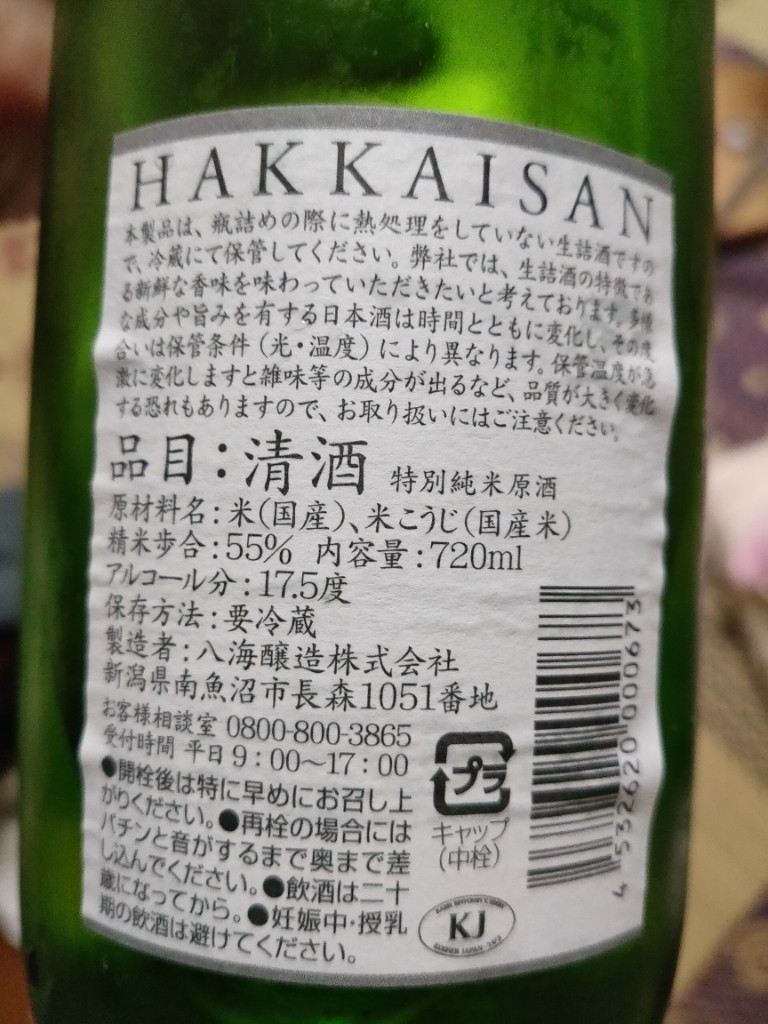 HAKKAISAN
本製品は、瓶詰めの際に熱処理をしていない生詰酒ですの
で、冷蔵にて保管してください。弊社では、生詰酒の特徴であ
る新鮮な香味を味わっていただきたいと考えております。多様
な成分や旨みを有する日本酒は時間とともに変化し、その度
合いは保管条件（光・温度）により異なります。保管温度が急
激に変化しますと雑味等の成分が出るなど、品質が大きく変化
する恐れもありますので、お取り扱いにはご注意ください。
品目：清酒 特別純米原酒
原材料名：米（国産）、米こうじ（国産米）
精米歩合：55% 内容量：720ml
アルコール分：17.5度
保存方法：要冷蔵
製造者：八海醸造株式会社
新潟県南魚沼市長森1051番地
お客様相談室 0800-800-3865
受付時間 平日9：00〜17：00
●開栓後は特に早めにお召し上
がりください。●再栓の場合には
パチンと音がするまで奥まで差
し込んでください。●飲酒は二十
歳になってから。●妊娠中・授乳
期の飲酒は避けてください。
プラ
キャップ
（中栓）
KJ
4 532620 000673